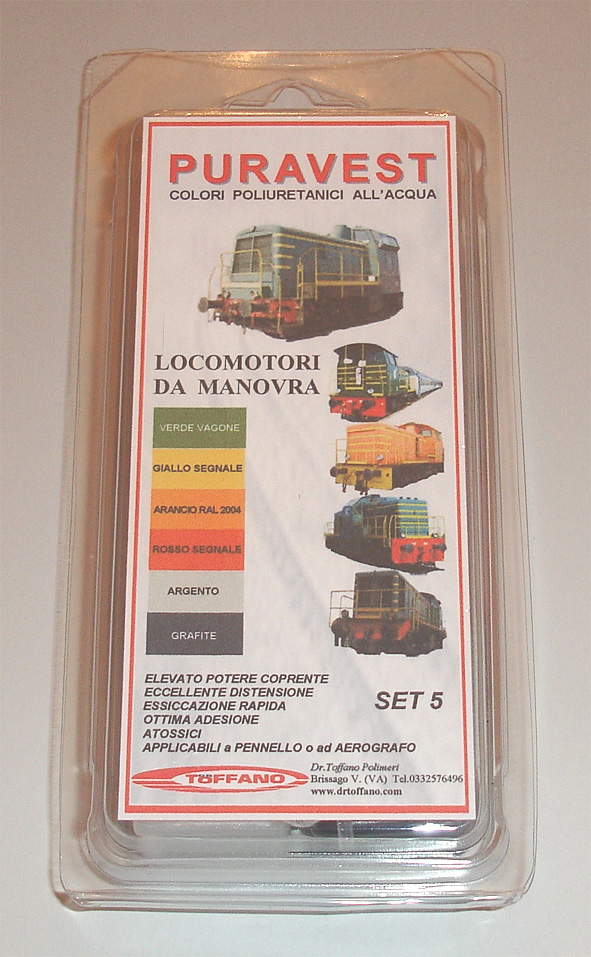 PURAVEST
COLORI POLIURETANICI ALL'ACQUA
LOCOMOTORI
DA MANOVRA
VERDE VAGONE
GIALLO SEGNALE
ARANCIO RAL 2004
ROSSO SEGNALE
ARGENTO
GRAFITE
ELEVATO POTERE COPRENTE
ECCELLENTE DISTENSIONE
ESSICCAZIONE RAPIDA
OTTIMA ADESIONE
ATOSSICI
APPLICABILI a PENNELLO o ad AEROGRAFO
SET 5
TOFFANO
Dr.Toffano Polimeri
Brissago V. (VA) Tel.0332576496
www.drtoffano.com